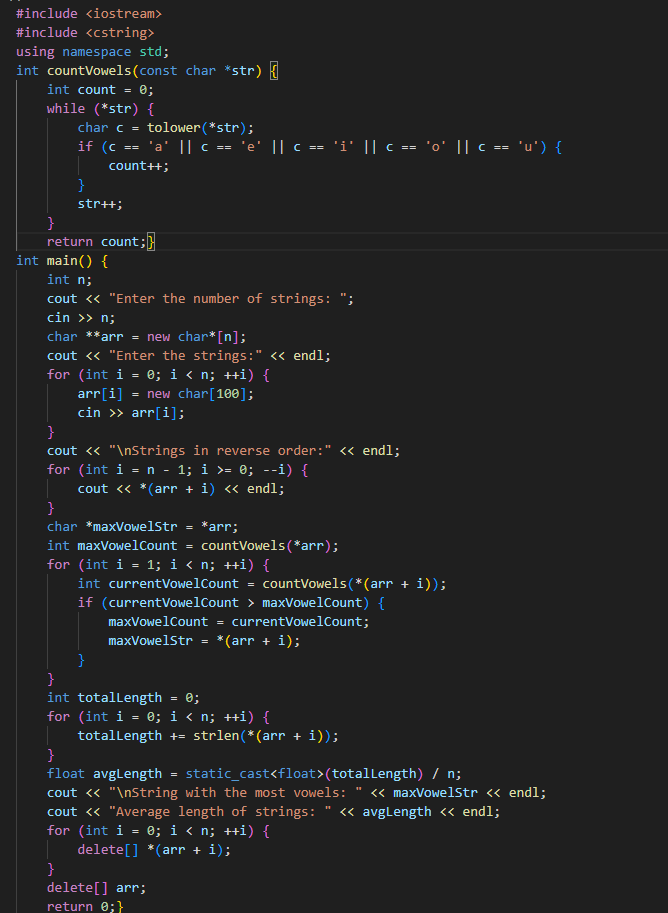 #include <iostream>
#include <cstring>
using namespace std;
int countVowels(const char *str) {
    int count = 0;
    while (*str) {
        char c = tolower(*str);
        if (c == 'a' || c == 'e' || c == 'i' || c == 'o' || c == 'u') {
            count++;
        }
        str++;
    }
    return count;}
int main() {
    int n;
    cout << "Enter the number of strings: ";
    cin >> n;
    char **arr = new char*[n];
    cout << "Enter the strings:" << endl;
    for (int i = 0; i < n; ++i) {
        arr[i] = new char[100];
        cin >> arr[i];
    }
    cout << "\nStrings in reverse order:" << endl;
    for (int i = n - 1; i >= 0; --i) {
        cout << *(arr + i) << endl;
    }
    char *maxVowelStr = *arr;
    int maxVowelCount = countVowels(*arr);
    for (int i = 1; i < n; ++i) {
        int currentVowelCount = countVowels(*(arr + i));
        if (currentVowelCount > maxVowelCount) {
            maxVowelCount = currentVowelCount;
            maxVowelStr = *(arr + i);
        }
    }
    int totalLength = 0;
    for (int i = 0; i < n; ++i) {
        totalLength += strlen(*(arr + i));
    }
    float avgLength = static_cast<float>(totalLength) / n;
    cout << "\nString with the most vowels: " << maxVowelStr << endl;
    cout << "Average length of strings: " << avgLength << endl;
    for (int i = 0; i < n; ++i) {
        delete[] *(arr + i);
    }
    delete[] arr;
    return 0;}